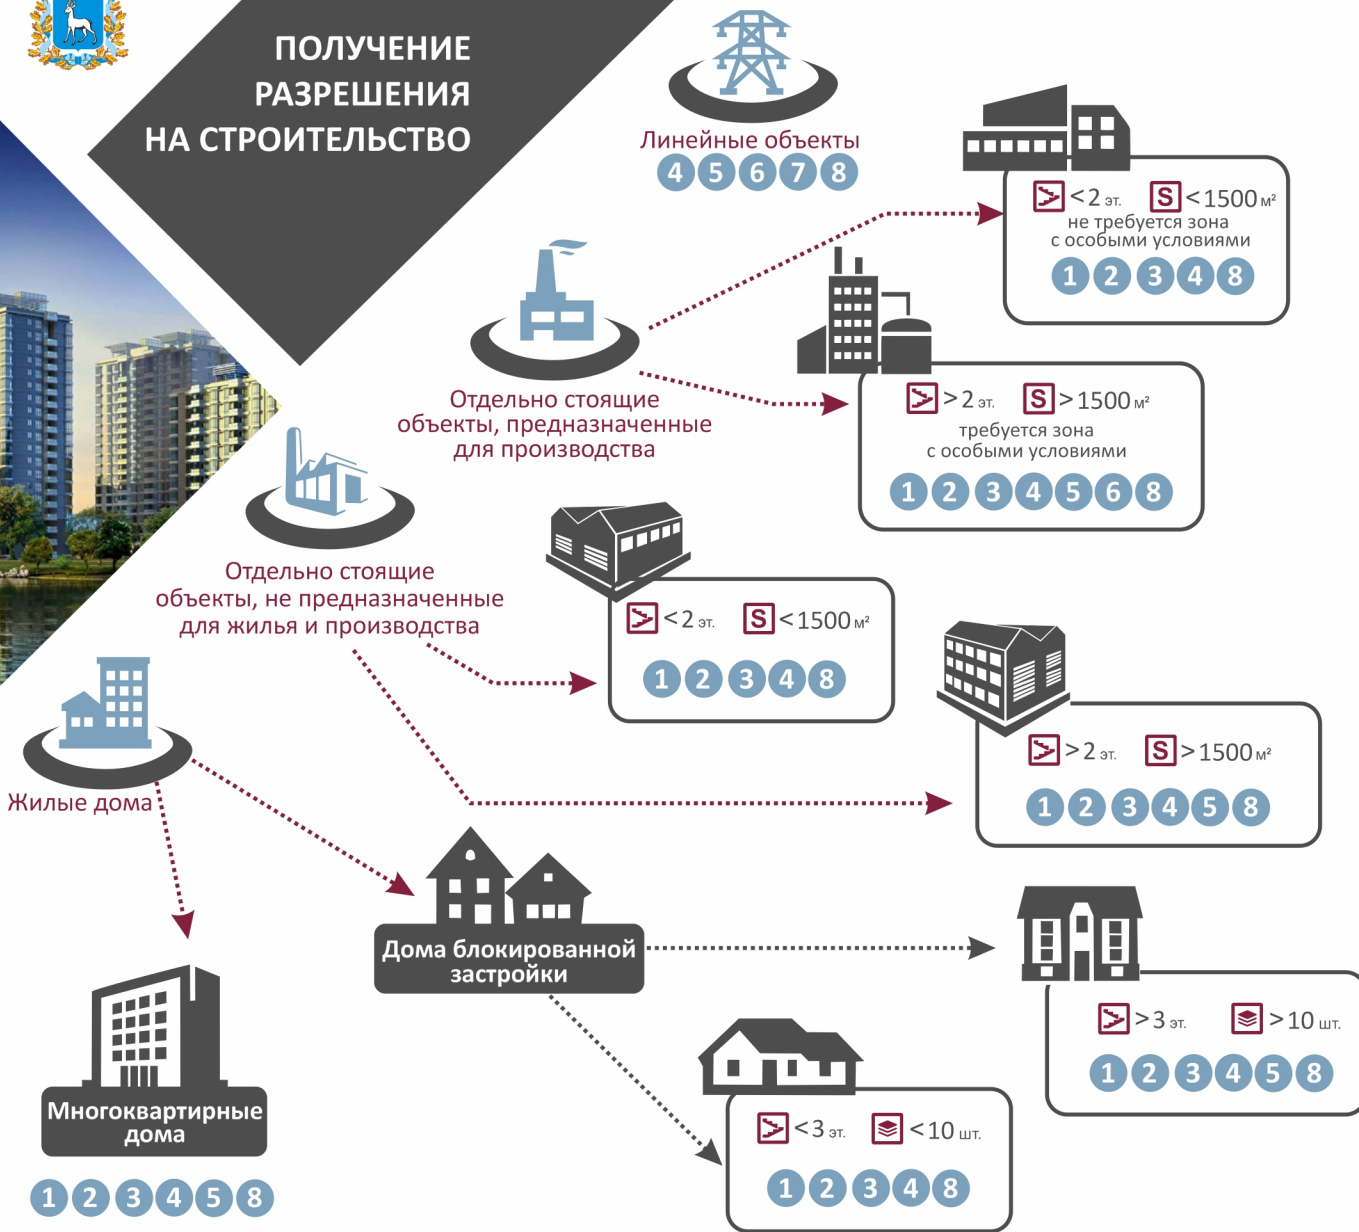 ПОЛУЧЕНИЕ
РАЗРЕШЕНИЯ
НА СТРОИТЕЛЬСТВО
Линейные объекты
4 5 6 7 8
< 2 эт. S < 1500 м²
не требуется зона
с особыми условиями
1 2 3 4 8
Отдельно стоящие
объекты, предназначенные
для производства
> 2 эт. S > 1500 м²
требуется зона
с особыми условиями
1 2 3 4 5 6 8
Отдельно стоящие
объекты, не предназначенные
для жилья и производства
< 2 эт. S < 1500 м²
1 2 3 4 8
> 2 эт. S > 1500 м²
1 2 3 4 5 8
Жилые дома
Дома блокированной
застройки
> 3 эт. > 10 шт.
1 2 3 4 5 8
< 3 эт. < 10 шт.
1 2 3 4 8
Многоквартирные
дома
1 2 3 4 5 8